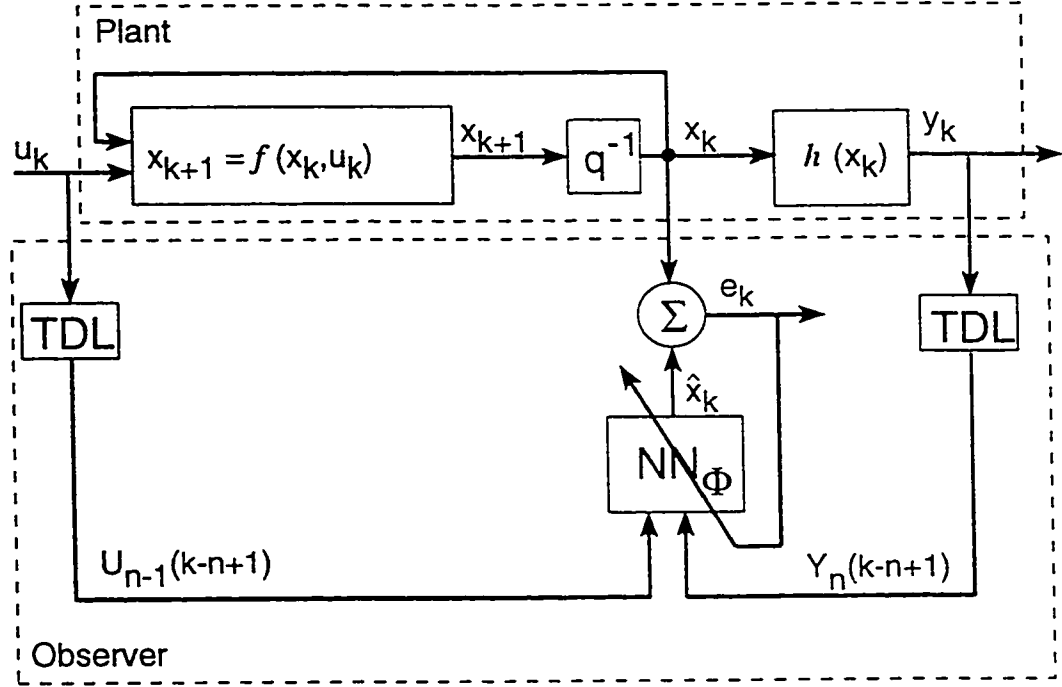 Plant
u_k
x_{k+1} = f(x_k, u_k)
x_{k+1}
q^{-1}
x_k
h (x_k)
y_k
TDL
Σ
e_k
TDL
x̂_k
NN_Φ
U_{n-1}(k-n+1)
Y_n(k-n+1)
Observer